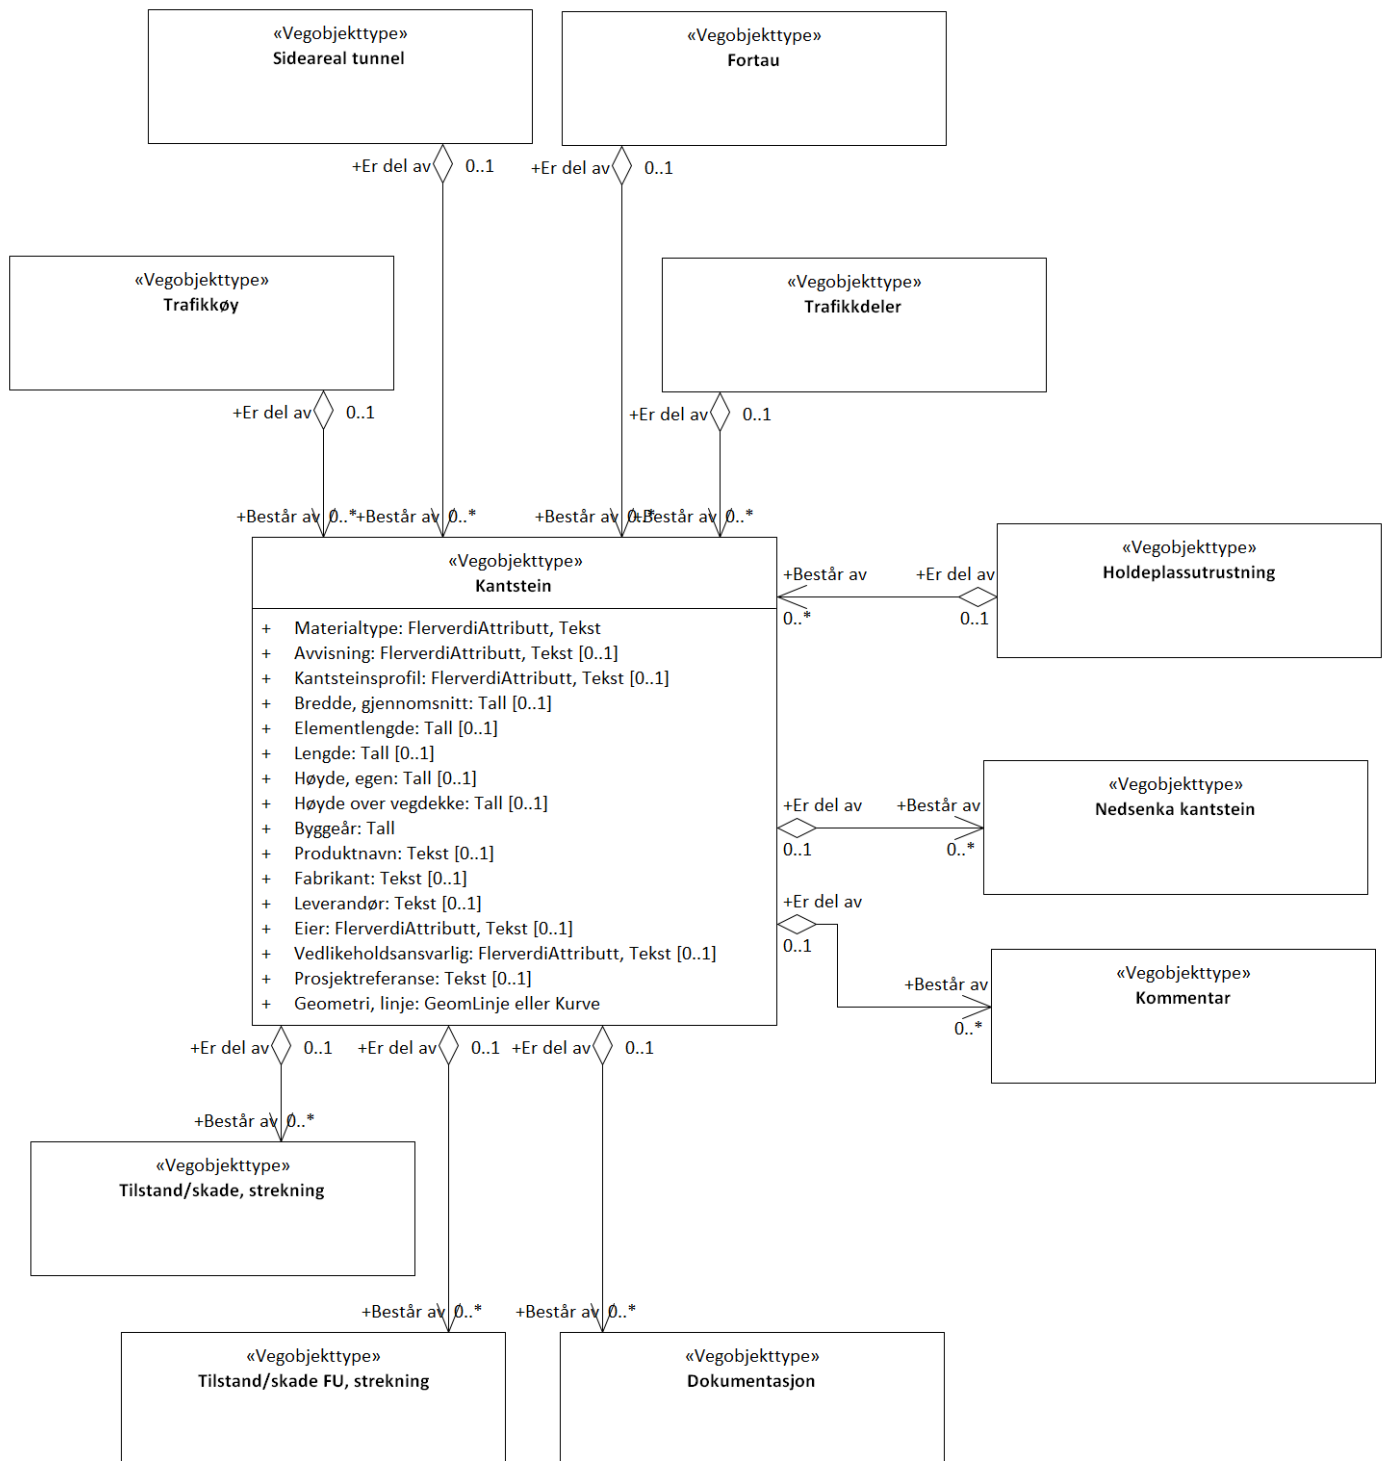 «Vegobjekttype»
Sideareal tunnel
«Vegobjekttype»
Fortau
+Er del av 0..1
+Er del av 0..1
«Vegobjekttype»
Trafikkøy
«Vegobjekttype»
Trafikkdeler
+Er del av 0..1
+Er del av 0..1
+Består av 0..*
+Består av 0..*
+Består av 0..*
+Består av 0..*
«Vegobjekttype»
Kantstein
+ Materialtype: FlerverdiAttributt, Tekst
+ Avvisning: FlerverdiAttributt, Tekst [0..1]
+ Kantsteinsprofil: FlerverdiAttributt, Tekst [0..1]
+ Bredde, gjennomsnitt: Tall [0..1]
+ Elementlengde: Tall [0..1]
+ Lengde: Tall [0..1]
+ Høyde, egen: Tall [0..1]
+ Høyde over vegdekke: Tall [0..1]
+ Byggeår: Tall
+ Produktnavn: Tekst [0..1]
+ Fabrikant: Tekst [0..1]
+ Leverandør: Tekst [0..1]
+ Eier: FlerverdiAttributt, Tekst [0..1]
+ Vedlikeholdsansvarlig: FlerverdiAttributt, Tekst [0..1]
+ Prosjektreferanse: Tekst [0..1]
+ Geometri, linje: GeomLinje eller Kurve
«Vegobjekttype»
Holdeplassutrustning
+Består av +Er del av
0..* 0..1
«Vegobjekttype»
Nedsenka kantstein
+Er del av +Består av
0..1 0..*
+Er del av
0..1
«Vegobjekttype»
Kommentar
+Består av
0..*
+Er del av 0..1
+Er del av 0..1
+Er del av 0..1
+Består av 0..*
«Vegobjekttype»
Tilstand/skade, strekning
+Består av 0..*
+Består av 0..*
«Vegobjekttype»
Tilstand/skade FU, strekning
«Vegobjekttype»
Dokumentasjon